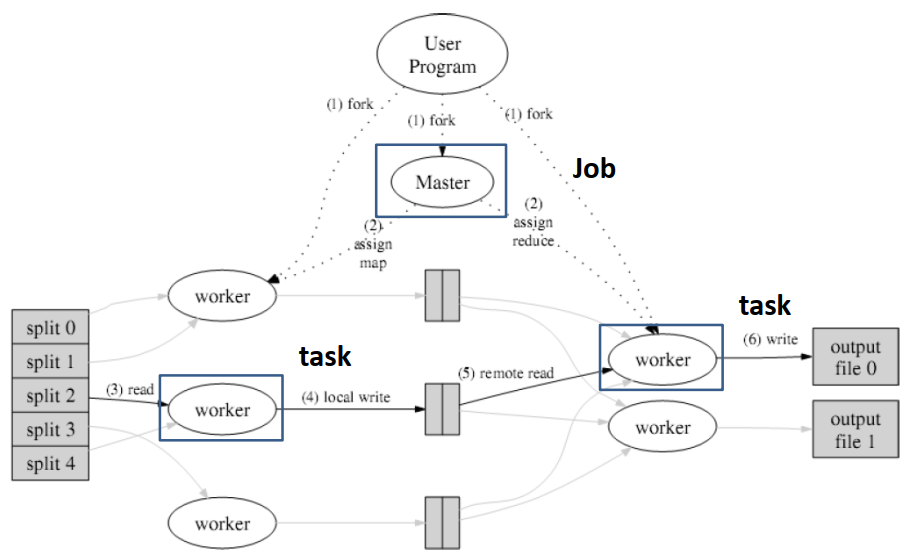 User
Program
(1) fork
(1) fork
(1) fork
Job
Master
(2)
assign
map
(2)
assign
reduce
worker
split 0
split 1
split 2
split 3
split 4
(3) read
task
worker
(4) local write
worker
(5) remote read
task
worker
(6) write
output
file 0
worker
output
file 1